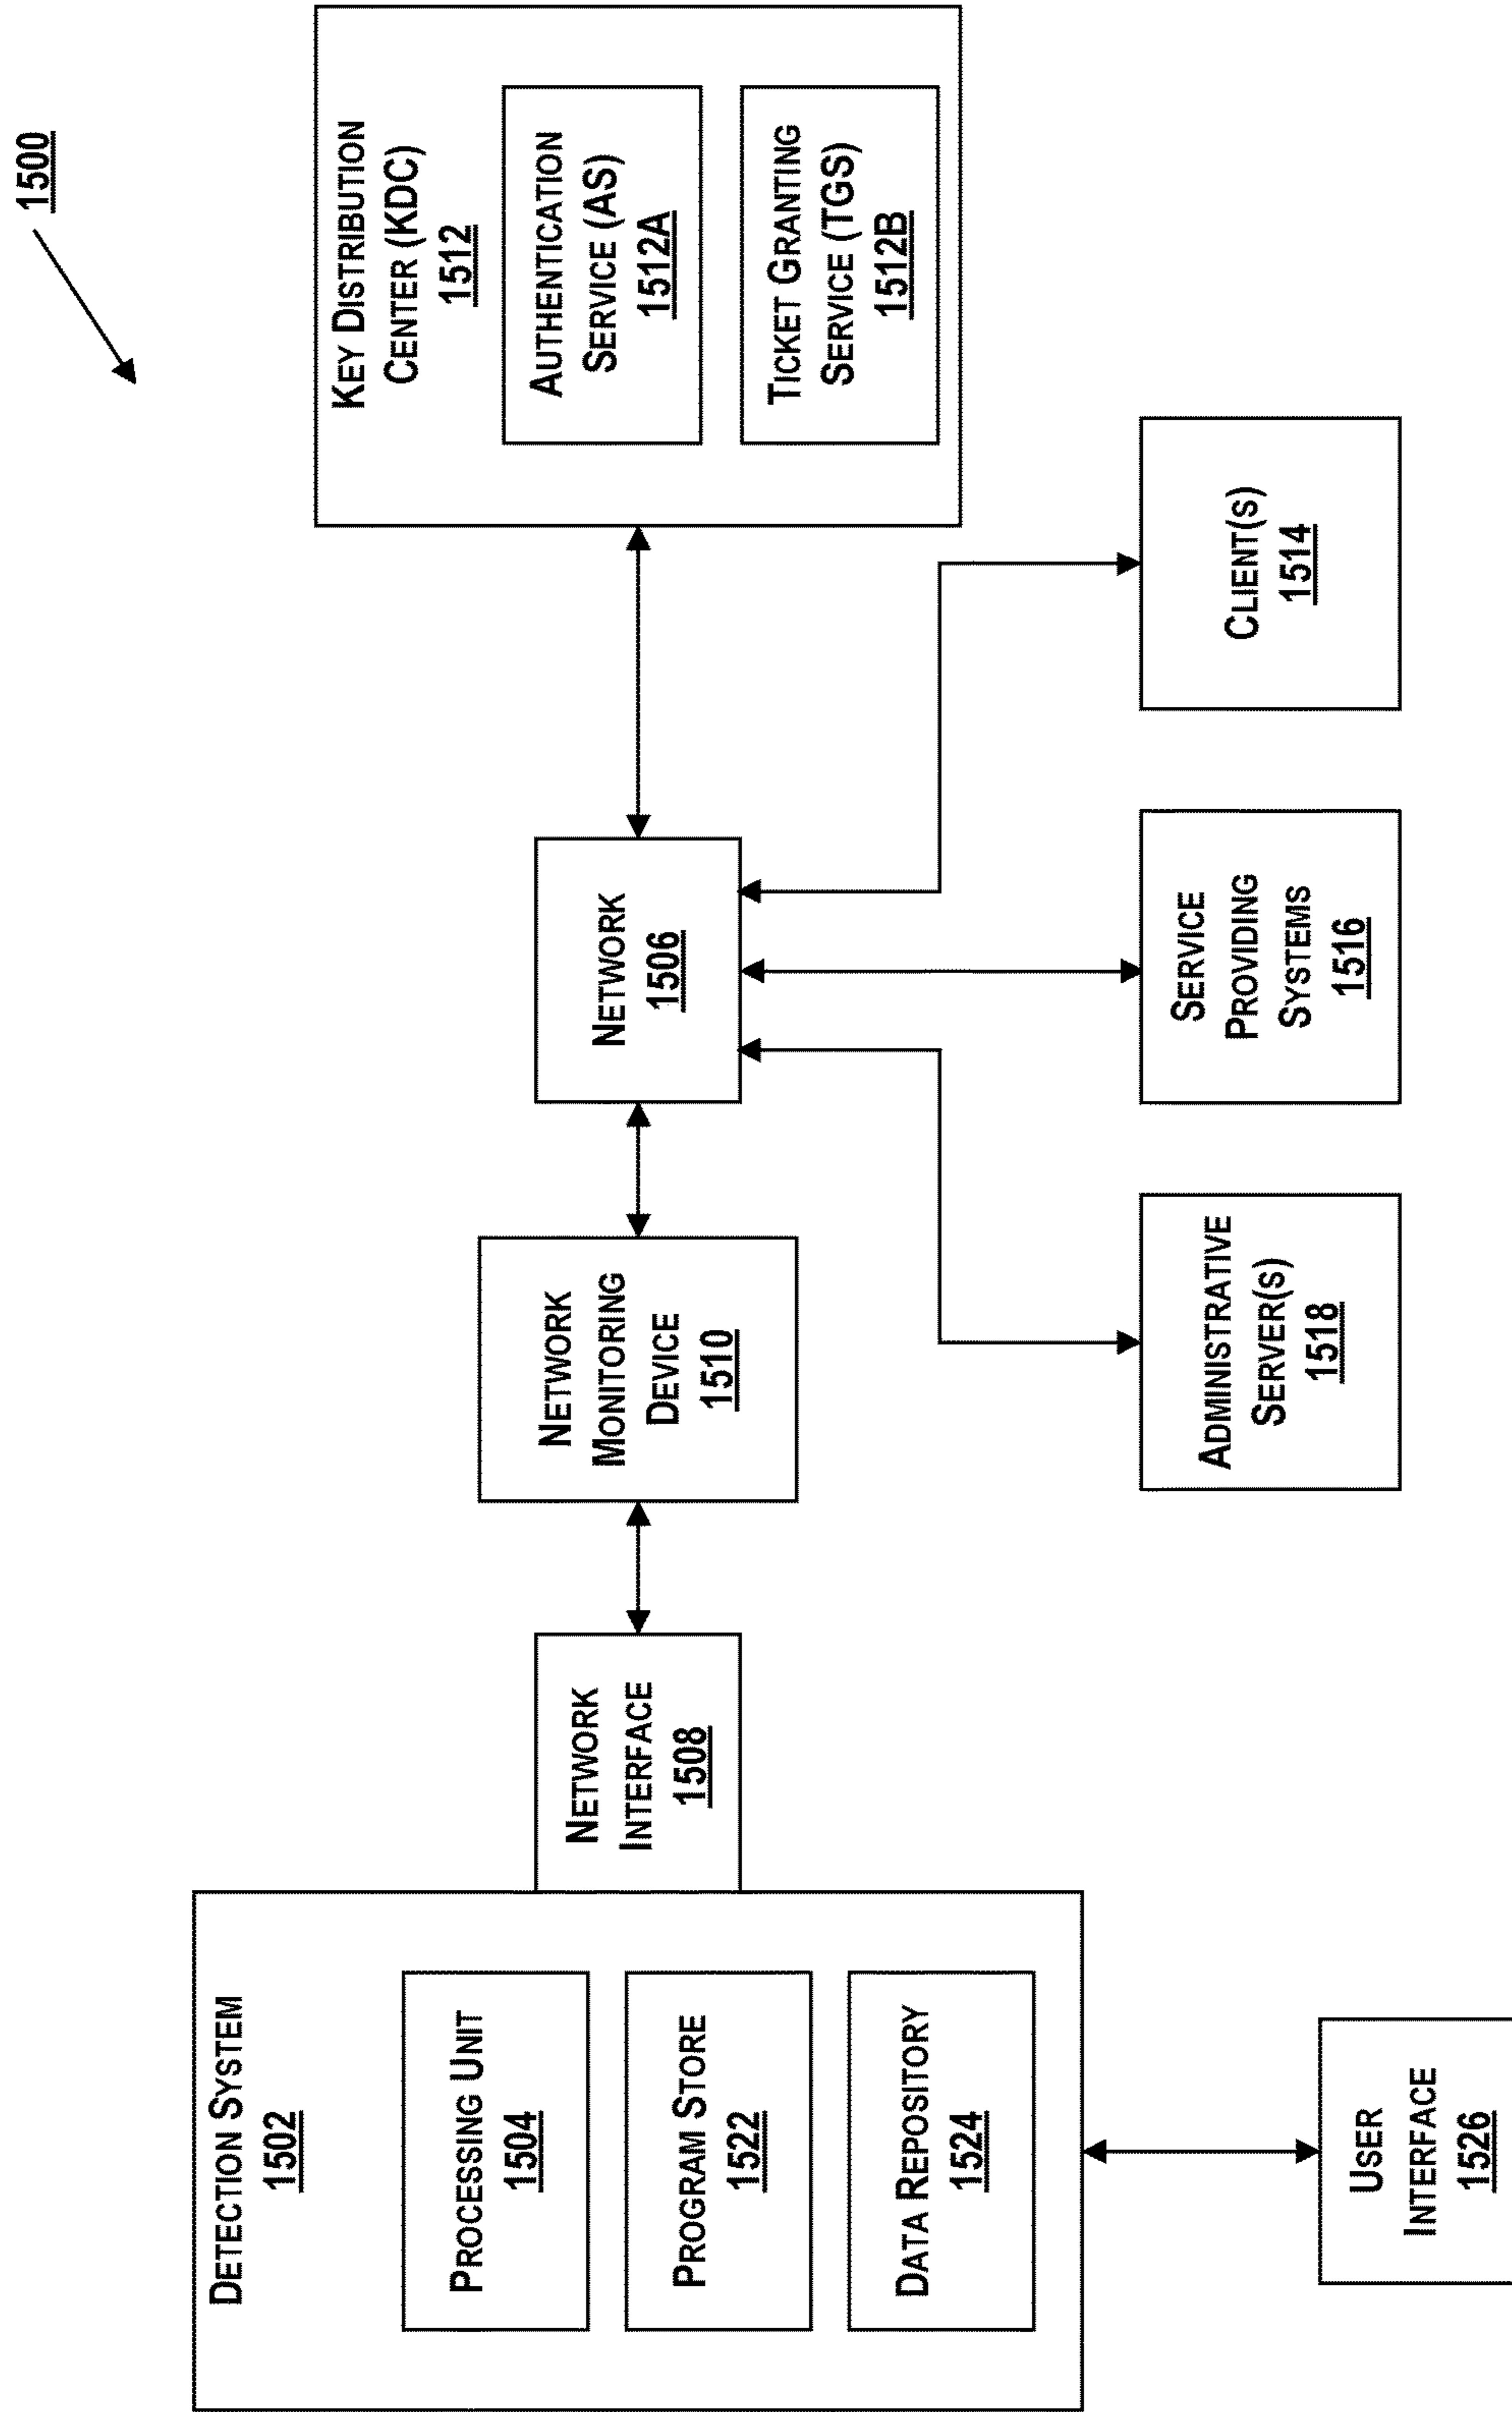 1500
DETECTION SYSTEM
1502
PROCESSING UNIT
1504
PROGRAM STORE
1522
DATA REPOSITORY
1524
USER
INTERFACE
1526
NETWORK
INTERFACE
1508
NETWORK
MONITORING
DEVICE
1510
NETWORK
1506
KEY DISTRIBUTION
CENTER (KDC)
1512
AUTHENTICATION
SERVICE (AS)
1512A
TICKET GRANTING
SERVICE (TGS)
1512B
ADMINISTRATIVE
SERVER(S)
1518
SERVICE
PROVIDING
SYSTEMS
1516
CLIENT(S)
1514